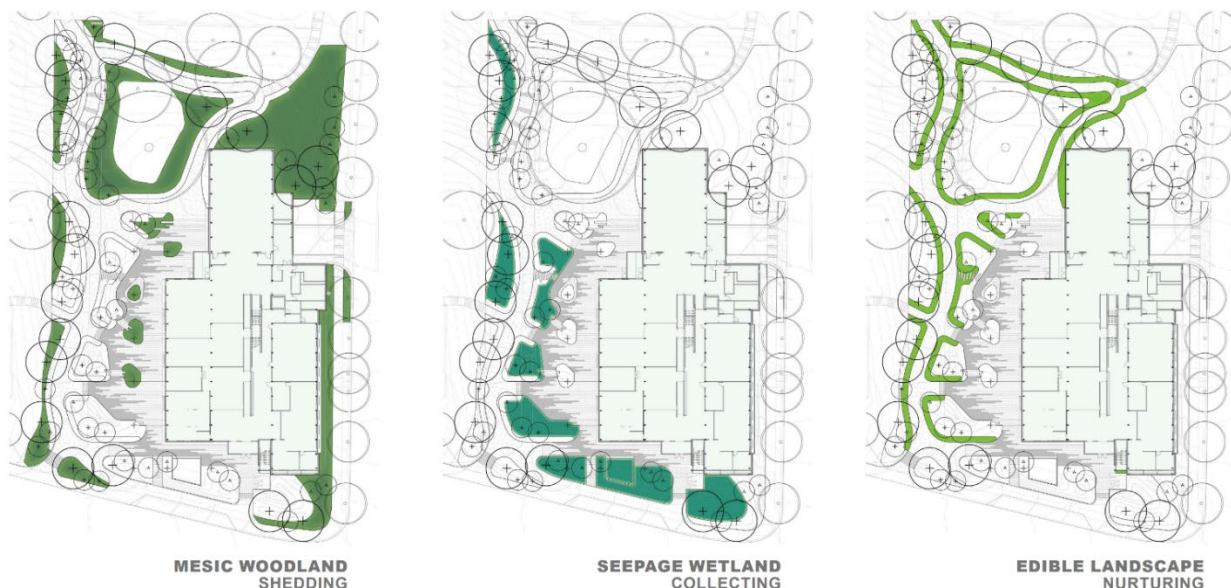 MESIC WOODLAND
SHEDDING
SEEPAGE WETLAND
COLLECTING
EDIBLE LANDSCAPE
NURTURING